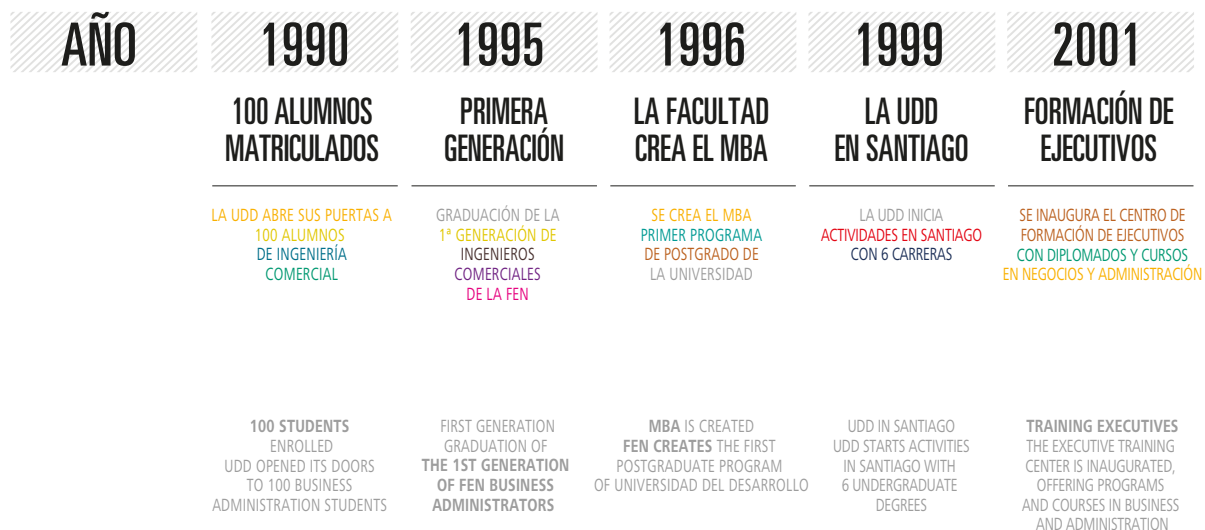 AÑO
1990
100 ALUMNOS
MATRICULADOS
LA UDD ABRE SUS PUERTAS A
100 ALUMNOS
DE INGENIERÍA
COMERCIAL
100 STUDENTS
ENROLLED
UDD OPENED ITS DOORS
TO 100 BUSINESS
ADMINISTRATION STUDENTS
1995
PRIMERA
GENERACIÓN
GRADUACIÓN DE LA
1ª GENERACIÓN DE
INGENIEROS
COMERCIALES
DE LA FEN
FIRST GENERATION
GRADUATION OF
THE 1ST GENERATION
OF FEN BUSINESS
ADMINISTRATORS
1996
LA FACULTAD
CREA EL MBA
SE CREA EL MBA
PRIMER PROGRAMA
DE POSTGRADO DE
LA UNIVERSIDAD
MBA IS CREATED
FEN CREATES THE FIRST
POSTGRADUATE PROGRAM
OF UNIVERSIDAD DEL DESARROLLO
1999
LA UDD
EN SANTIAGO
LA UDD INICIA
ACTIVIDADES EN SANTIAGO
CON 6 CARRERAS
UDD IN SANTIAGO
UDD STARTS ACTIVITIES
IN SANTIAGO WITH
6 UNDERGRADUATE
DEGREES
2001
FORMACIÓN DE
EJECUTIVOS
SE INAUGURA EL CENTRO DE
FORMACIÓN DE EJECUTIVOS
CON DIPLOMADOS Y CURSOS
EN NEGOCIOS Y ADMINISTRACIÓN
TRAINING EXECUTIVES
THE EXECUTIVE TRAINING
CENTER IS INAUGURATED,
OFFERING PROGRAMS
AND COURSES IN BUSINESS
AND ADMINISTRATION